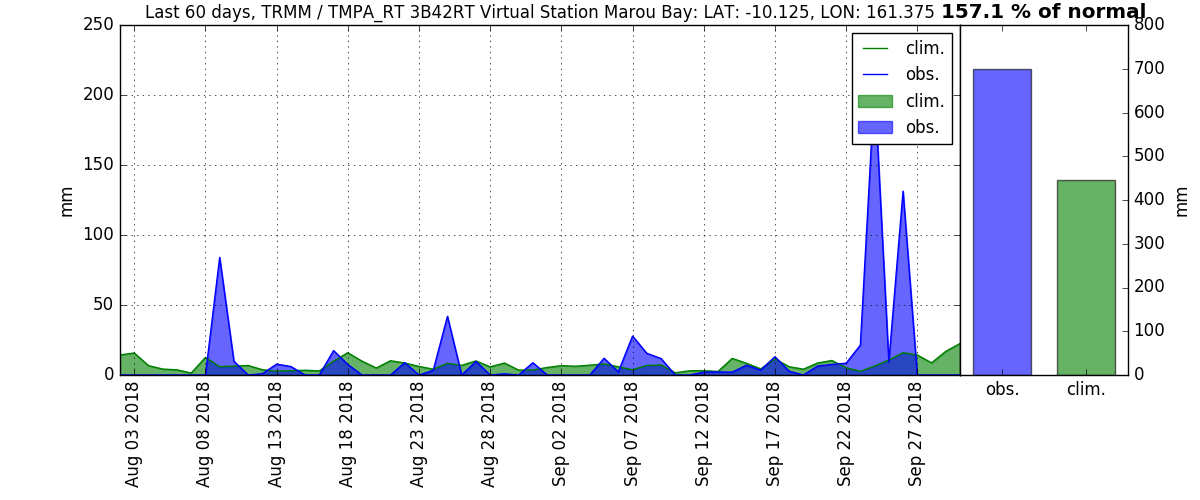 Last 60 days, TRMM / TMPA_RT 3B42RT Virtual Station Marou Bay: LAT: -10.125, LON: 161.375 157.1 % of normal
250
200
150
100
50
0
mm
clim.
obs.
clim.
obs.
800
700
600
500
400
300
200
100
0
mm
obs.
clim.
Aug 03 2018
Aug 08 2018
Aug 13 2018
Aug 18 2018
Aug 23 2018
Aug 28 2018
Sep 02 2018
Sep 07 2018
Sep 12 2018
Sep 17 2018
Sep 22 2018
Sep 27 2018